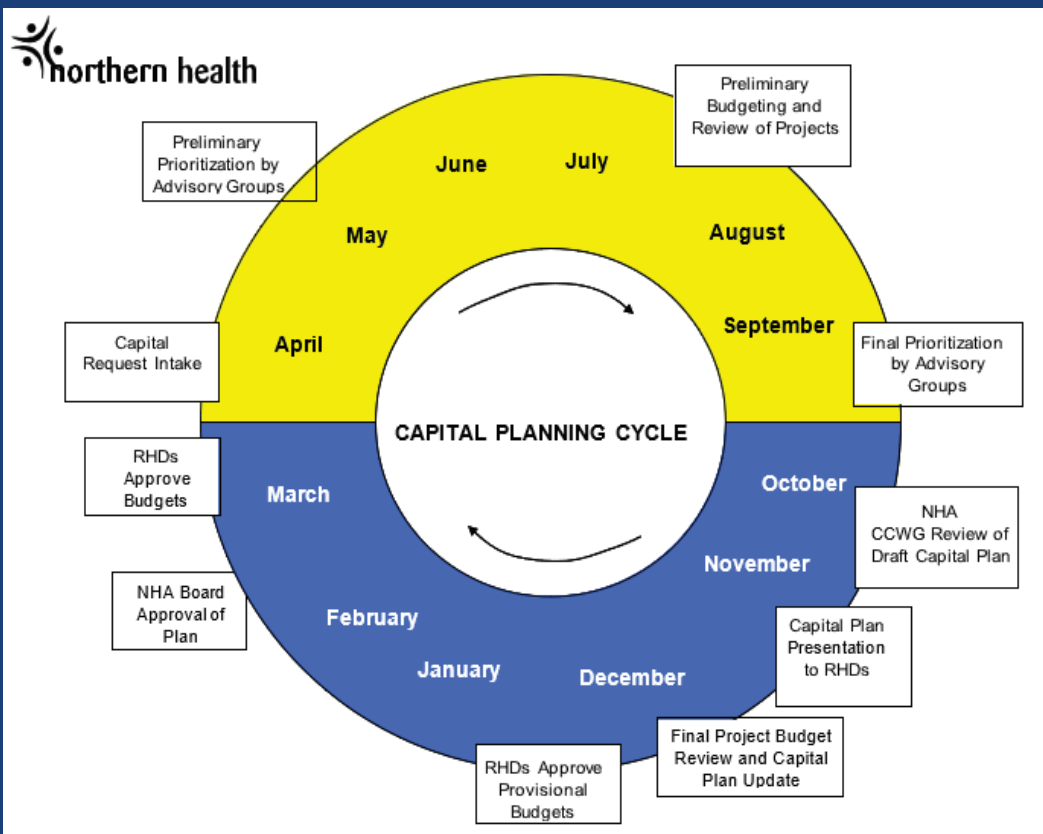 northern health
Preliminary
Budgeting and
Review of Projects
Preliminary
Prioritization by
Advisory Groups
June
July
May
August
April
September
Capital
Request Intake
Final Prioritization
by Advisory
Groups
CAPITAL PLANNING CYCLE
RHDs
Approve
Budgets
March
October
NHA
CCWG Review of
Draft Capital Plan
November
NHA Board
Approval of
Plan
February
January
December
Capital Plan
Presentation
to RHDs
Final Project Budget
Review and Capital
Plan Update
RHDs Approve
Provisional
Budgets